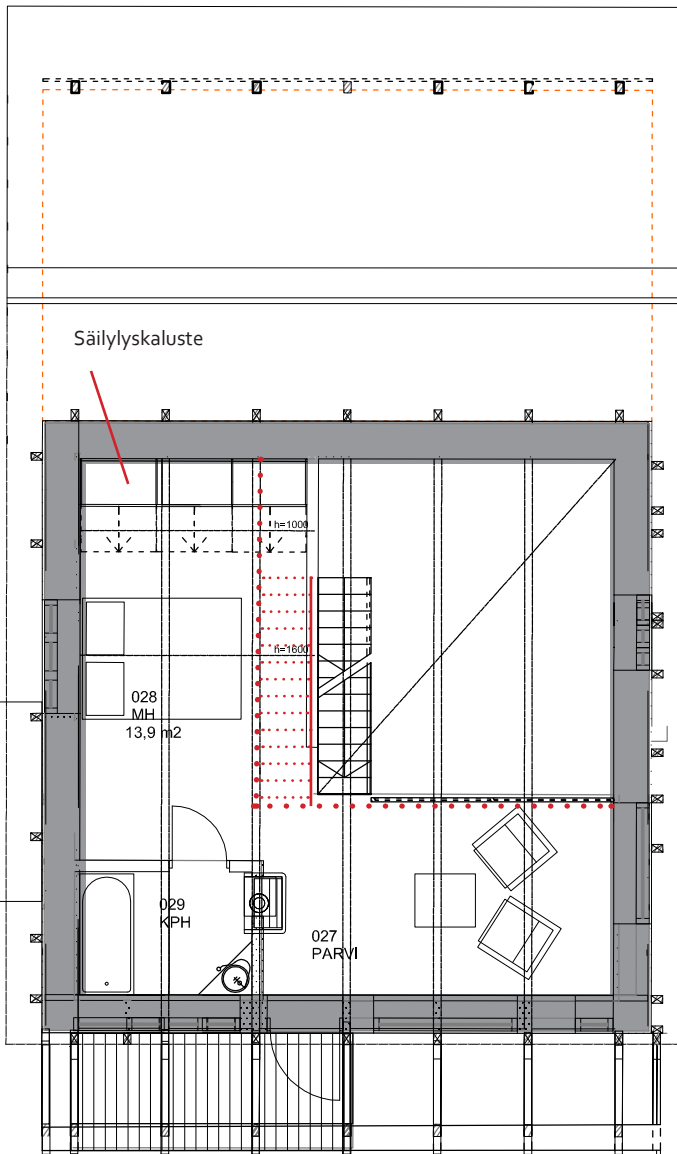 Säilylyskaluste
h=1000
h=1600
028
MH
13,9 m2
029
KPH
027
PARVI